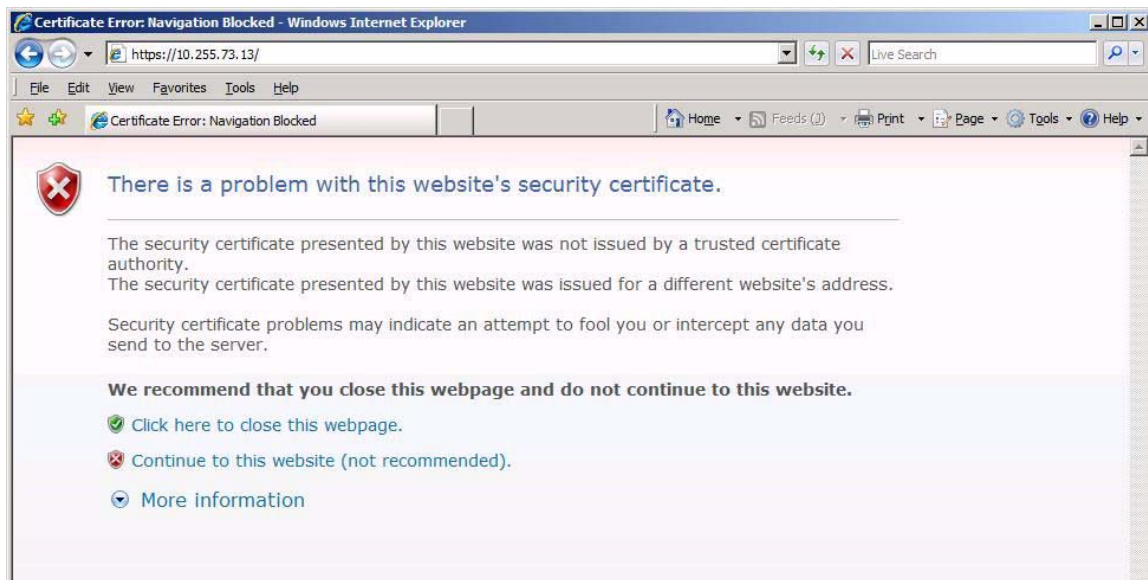 Certificate Error: Navigation Blocked - Windows Internet Explorer
https://10.255.73.13/
Live Search
File Edit View Favorites Tools Help
Certificate Error: Navigation Blocked
Home Feeds (J) Print Page Tools Help
There is a problem with this website's security certificate.
The security certificate presented by this website was not issued by a trusted certificate
authority.
The security certificate presented by this website was issued for a different website's address.
Security certificate problems may indicate an attempt to fool you or intercept any data you
send to the server.
We recommend that you close this webpage and do not continue to this website.
Click here to close this webpage.
Continue to this website (not recommended).
More information